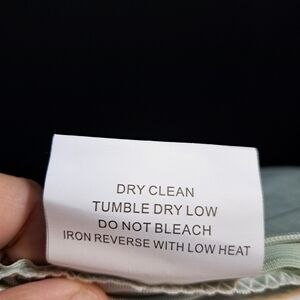 DRY CLEAN
TUMBLE DRY LOW
DO NOT BLEACH
IRON REVERSE WITH LOW HEAT